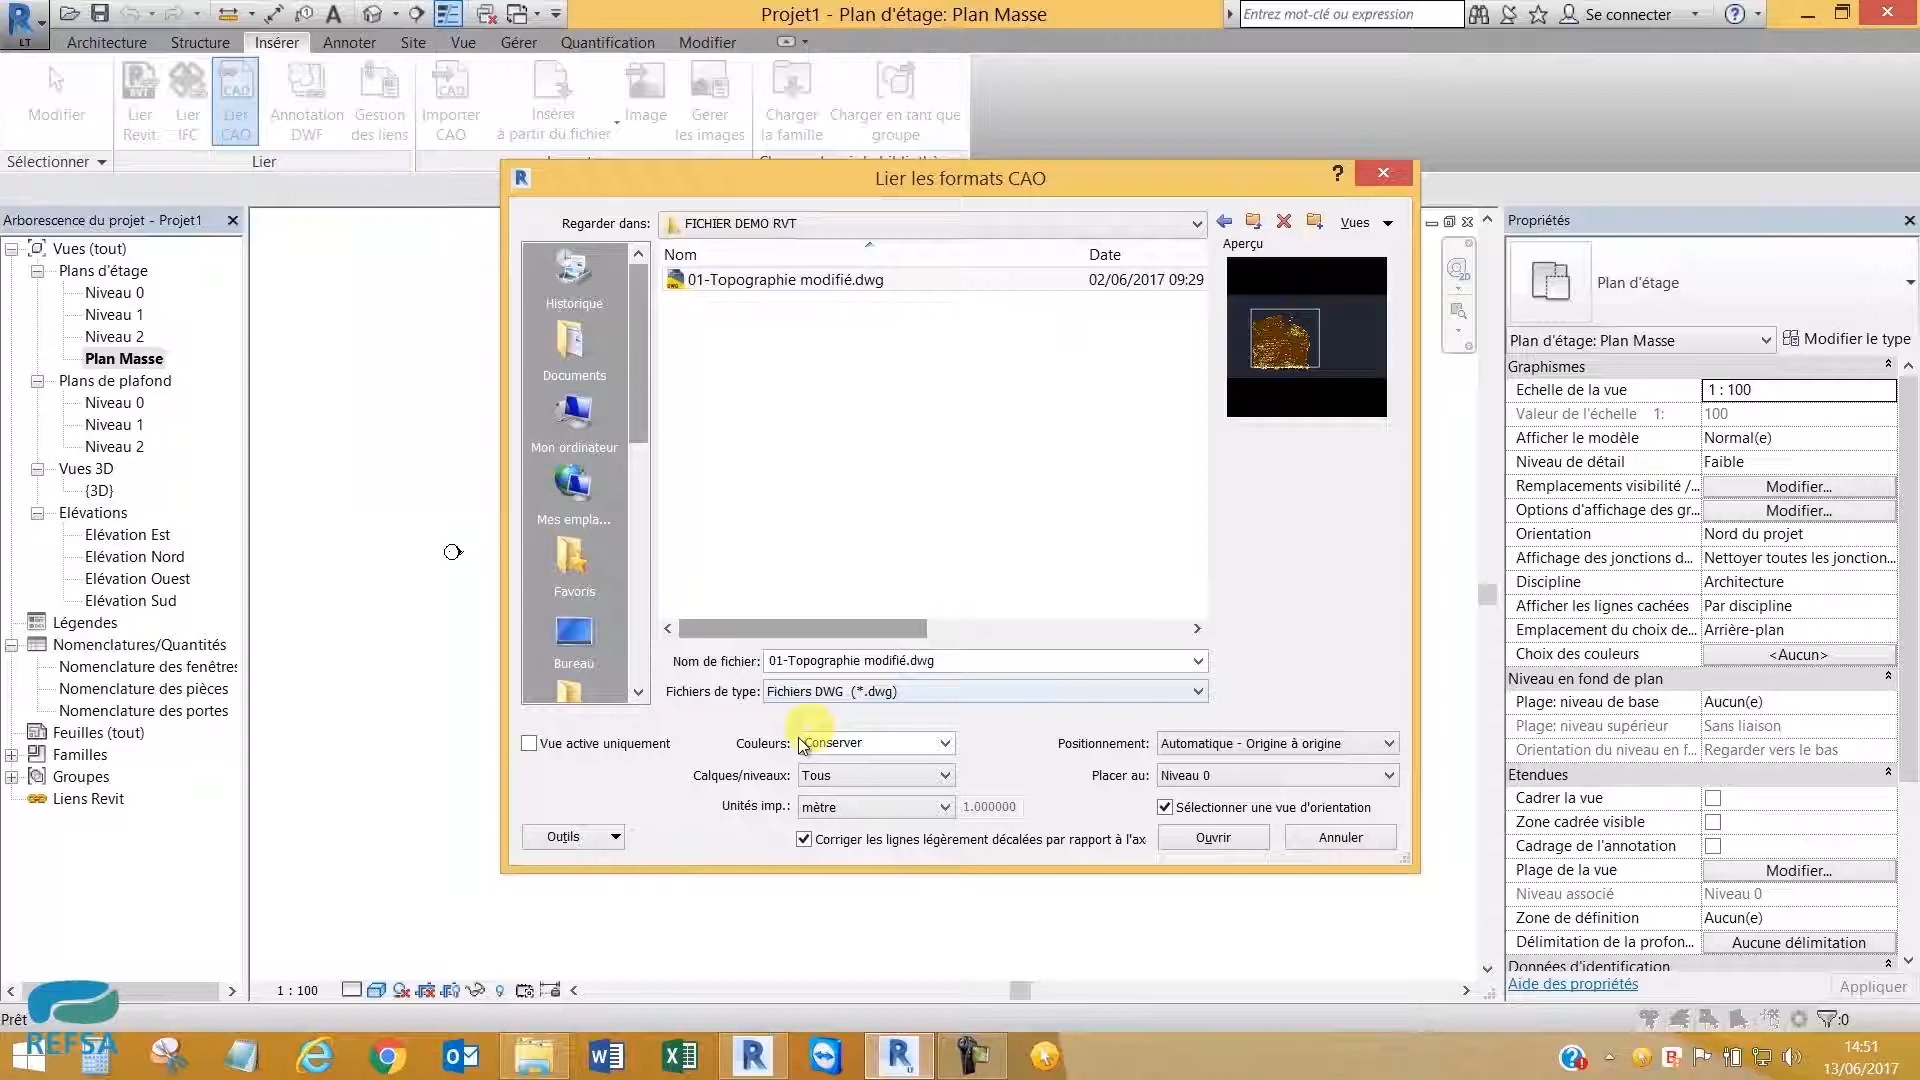 Projet1 - Plan d'étage: Plan Masse
Entrez mot-clé ou expression
Se connecter
LT
Architecture
Structure
Insérer
Annoter
Site
Vue
Gérer
Quantification
Modifier
Modifier
Lier Revit
Lier IFC
Lier CAO
Annotation DWF
Gestion des liens
Importer CAO
Insérer à partir du fichier
Image
Gérer les images
Charger la famille
Charger en tant que groupe
Sélectionner
Lier
Arborescence du projet - Projet1
Vues (tout)
Plans d'étage
Niveau 0
Niveau 1
Niveau 2
Plan Masse
Plans de plafond
Niveau 0
Niveau 1
Niveau 2
Vues 3D
{3D}
Elévations
Elévation Est
Elévation Nord
Elévation Ouest
Elévation Sud
Légendes
Nomenclatures/Quantités
Nomenclature des fenêtres
Nomenclature des pièces
Nomenclature des portes
Feuilles (tout)
Familles
Groupes
Liens Revit
Lier les formats CAO
Regarder dans: FICHIER DEMO RVT
Vues
Aperçu
Nom
Date
01-Topographie modifié.dwg
02/06/2017 09:29
Historique
Documents
Mon ordinateur
Mes empla...
Favoris
Bureau
Nom de fichier: 01-Topographie modifié.dwg
Fichiers de type: Fichiers DWG (*.dwg)
Vue active uniquement
Couleurs: Conserver
Positionnement: Automatique - Origine à origine
Calques/niveaux: Tous
Placer au: Niveau 0
Unités imp.: mètre 1.000000
Sélectionner une vue d'orientation
Outils
Corriger les lignes légèrement décalées par rapport à l'ax
Ouvrir
Annuler
Propriétés
Plan d'étage
Plan d'étage: Plan Masse
Modifier le type
Graphismes
Echelle de la vue 1 : 100
Valeur de l'échelle 1: 100
Afficher le modèle Normal(e)
Niveau de détail Faible
Remplacements visibilité /... Modifier...
Options d'affichage des gr... Modifier...
Orientation Nord du projet
Affichage des jonctions d... Nettoyer toutes les jonction...
Discipline Architecture
Afficher les lignes cachées Par discipline
Emplacement du choix de... Arrière-plan
Choix des couleurs <Aucun>
Niveau en fond de plan
Plage: niveau de base Aucun(e)
Plage: niveau supérieur Sans liaison
Orientation du niveau en f... Regarder vers le bas
Etendues
Cadrer la vue
Zone cadrée visible
Cadrage de l'annotation
Plage de la vue Modifier...
Niveau associé Niveau 0
Zone de définition Aucun(e)
Délimitation de la profon... Aucune délimitation
Données d'identification
Aide des propriétés
Appliquer
1 : 100
Prêt
:0
REFSA
14:51
13/06/2017